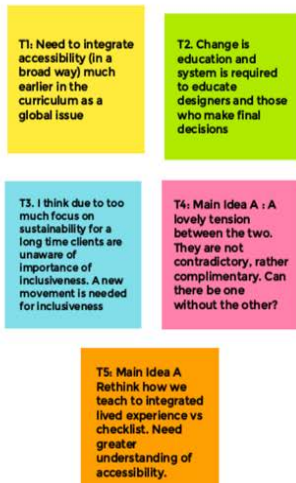 T1: Need to integrate
accessibility (in a
broad way) much
earlier in the
curriculum as a
global issue
T2. Change is
education and
system is required
to educate
designers and those
who make final
decisions
T3. I think due to too
much focus on
sustainability for a
long time clients are
unaware of
importance of
inclusiveness. A new
movement is needed
for inclusiveness
T4: Main Idea A : A
lovely tension
between the two.
They are not
contradictory, rather
complimentary. Can
there be one
without the other?
T5: Main Idea A
Rethink how we
teach to integrated
lived experience vs
checklist. Need
greater
understanding of
accessibility.